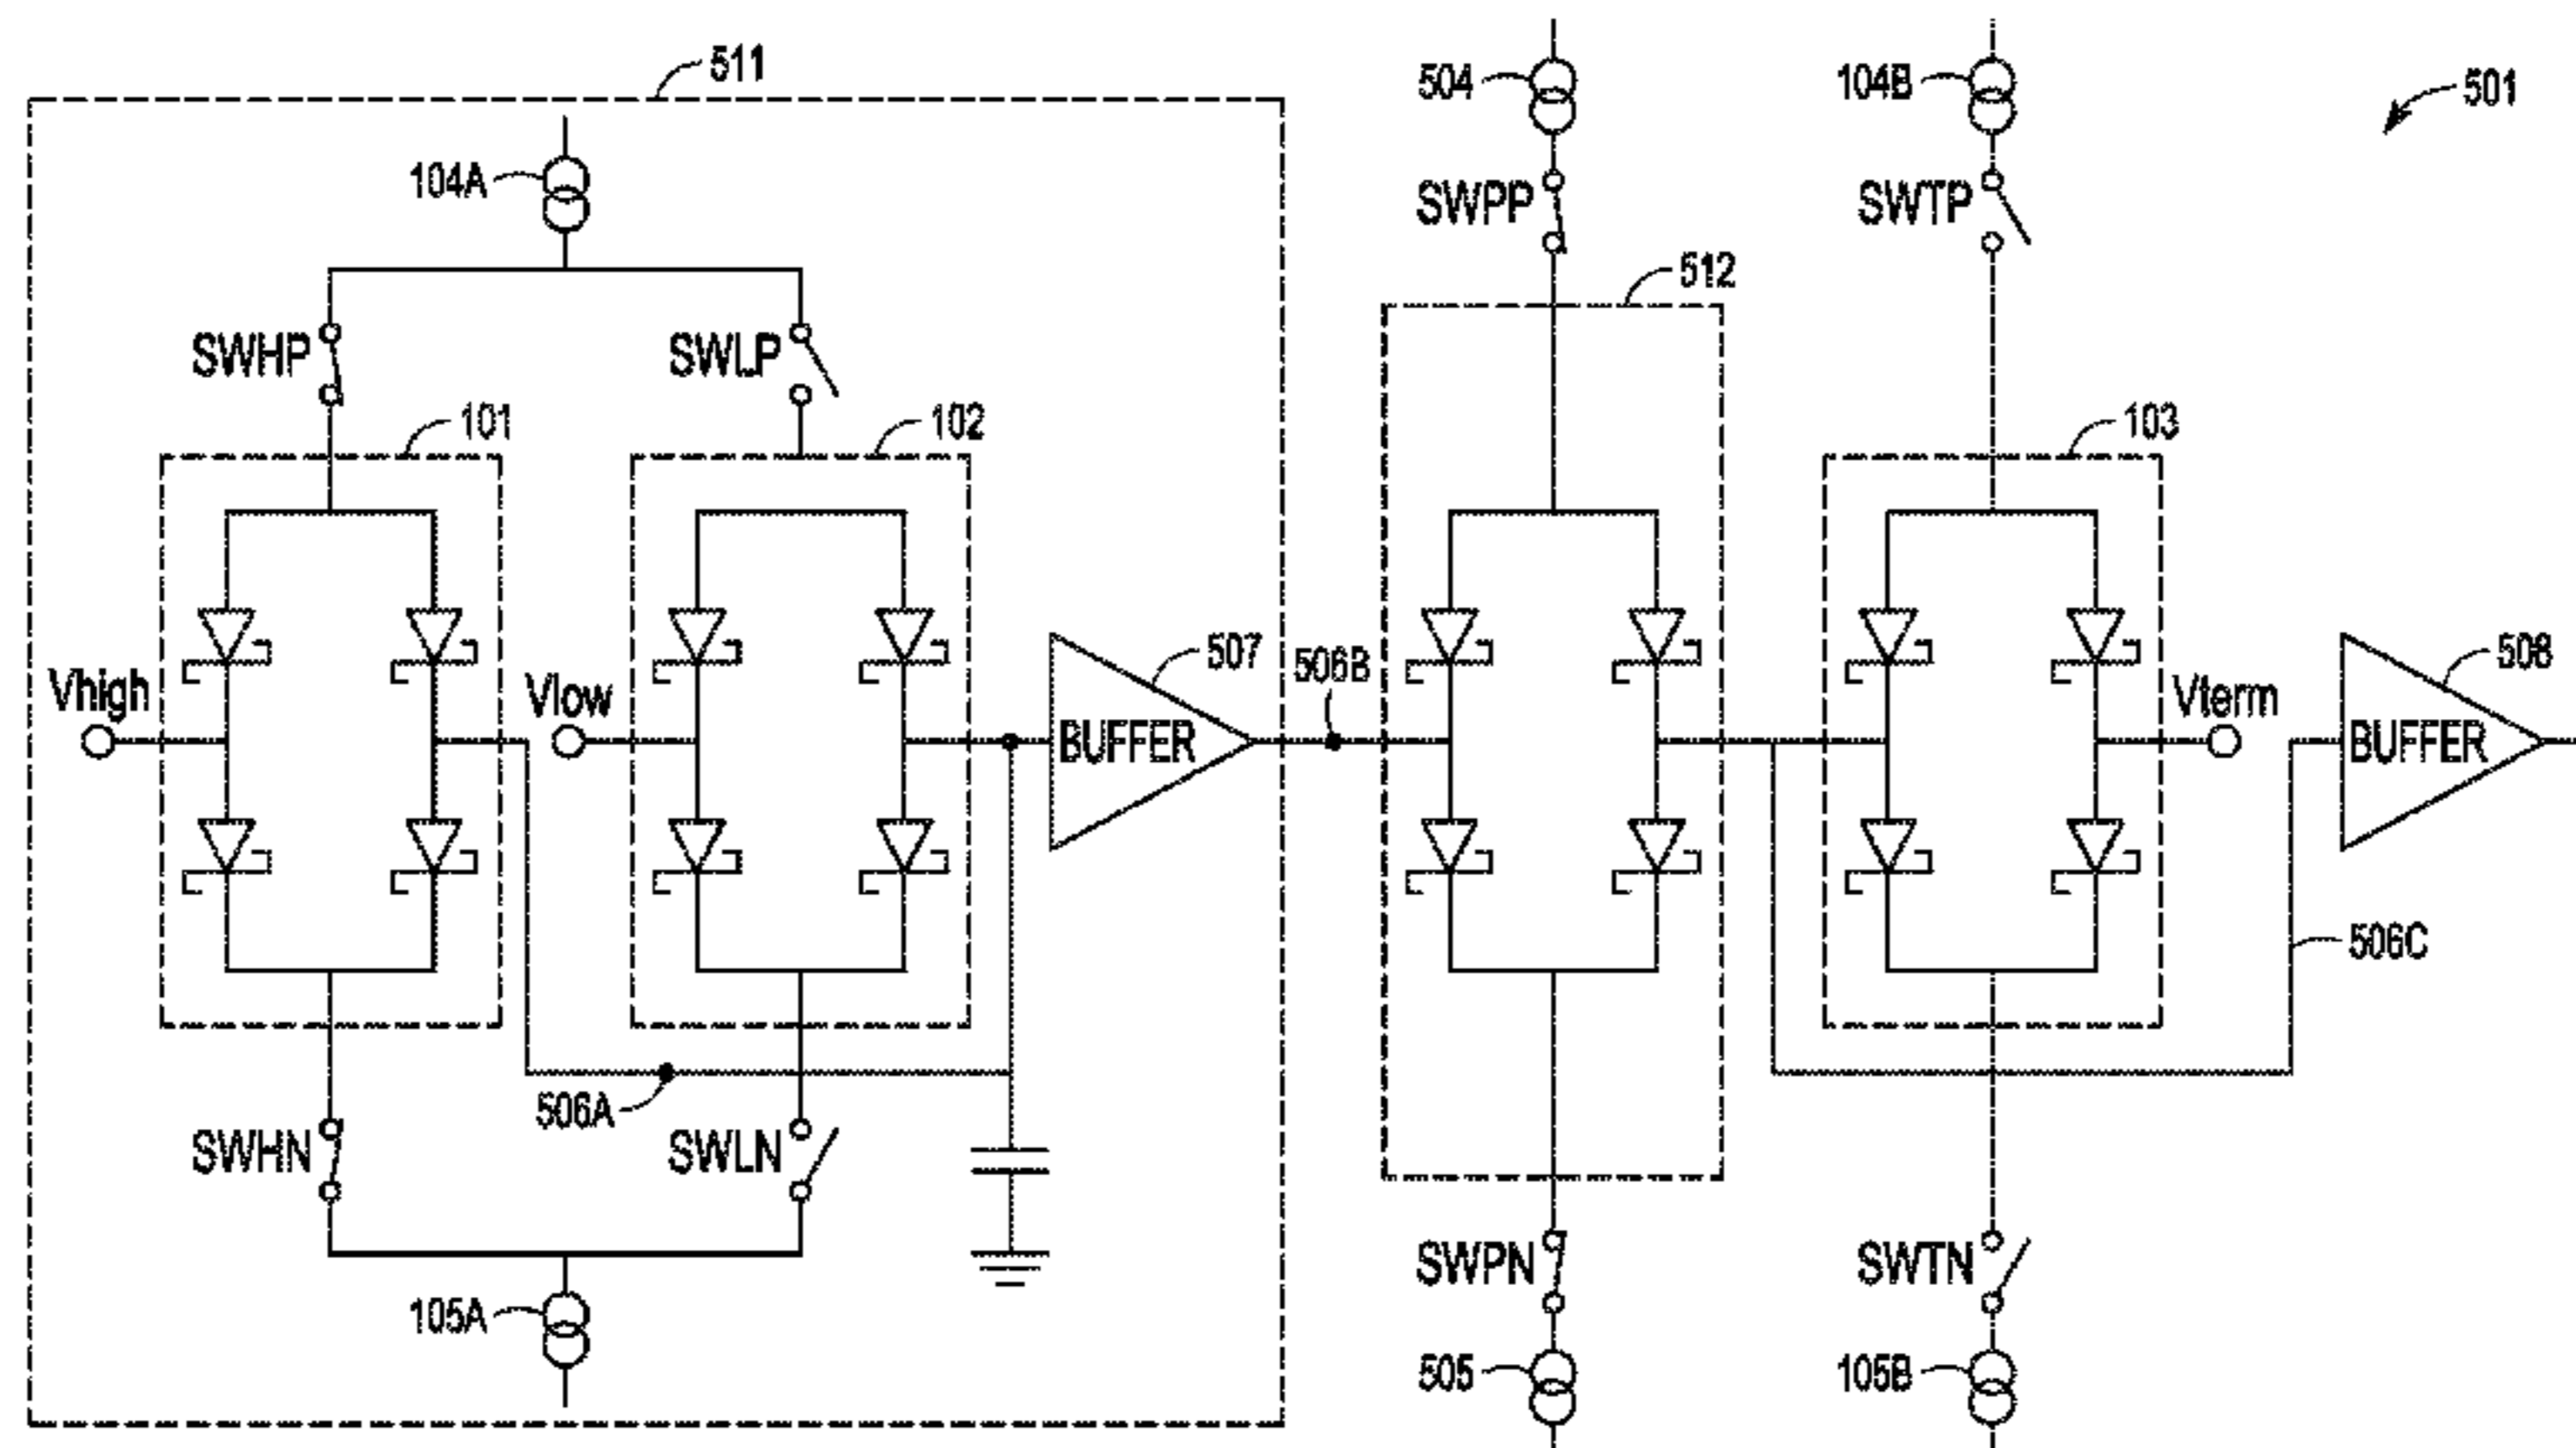 511
504
104B
501
104A
SWPP
SWTP
512
SWHP
SWLP
101
102
103
Vhigh
Vlow
507
506B
BUFFER
Vterm
508
BUFFER
506C
506A
SWHN
SWLN
SWPN
SWTN
105A
505
105B